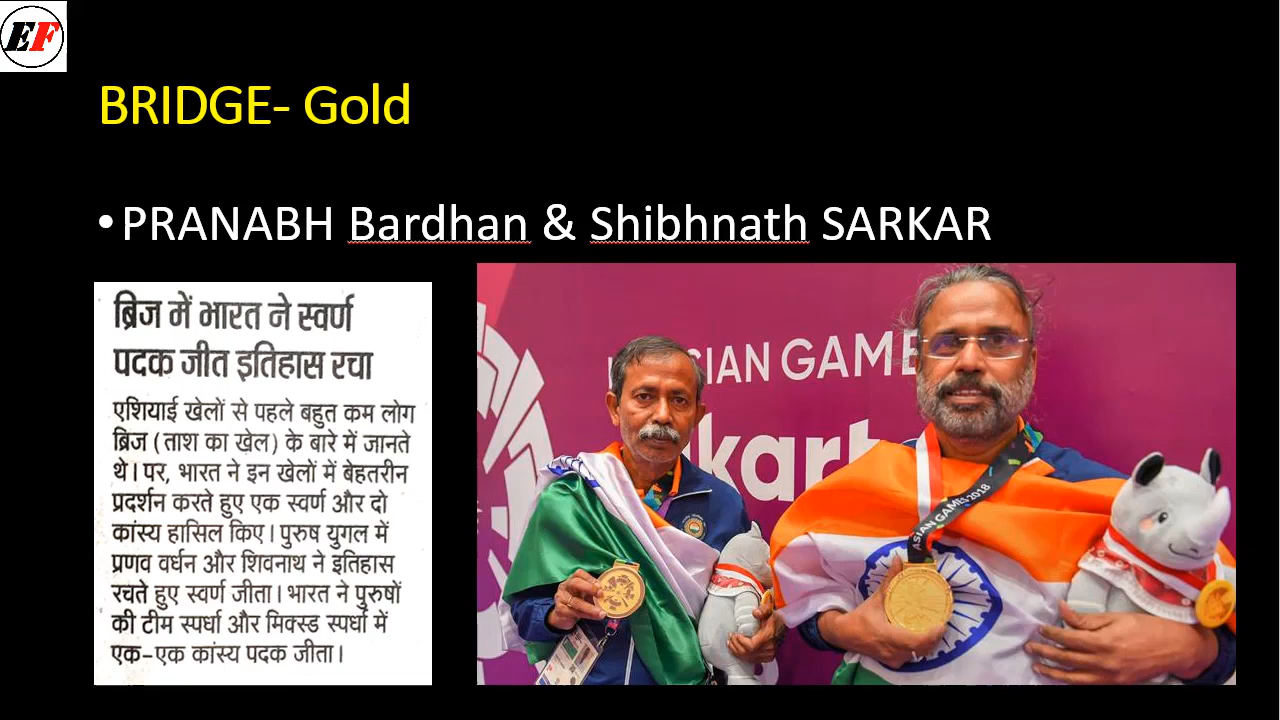 EF
BRIDGE- Gold
• PRANABH Bardhan & Shibhnath SARKAR
ब्रिज में भारत ने स्वर्ण
पदक जीत इतिहास रचा
एशियाई खेलों से पहले बहुत कम लोग
ब्रिज (ताश का खेल) के बारे में जानते
थे। पर, भारत ने इन खेलों में बेहतरीन
प्रदर्शन करते हुए एक स्वर्ण और दो
कांस्य हासिल किए। पुरुष युगल में
प्रणव वर्धन और शिवनाथ ने इतिहास
रचते हुए स्वर्ण जीता। भारत ने पुरुषों
की टीम स्पर्धा और मिक्स्ड स्पर्धा में
एक-एक कांस्य पदक जीता।
SIAN GAME
kart
ASIAN GAMES 2018